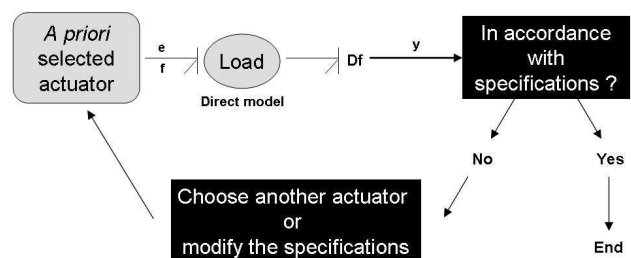 A priori
selected
actuator
e
f
Load
Direct model
Df
y
In accordance
with
specifications ?
No
Yes
Choose another actuator
or
modify the specifications
End